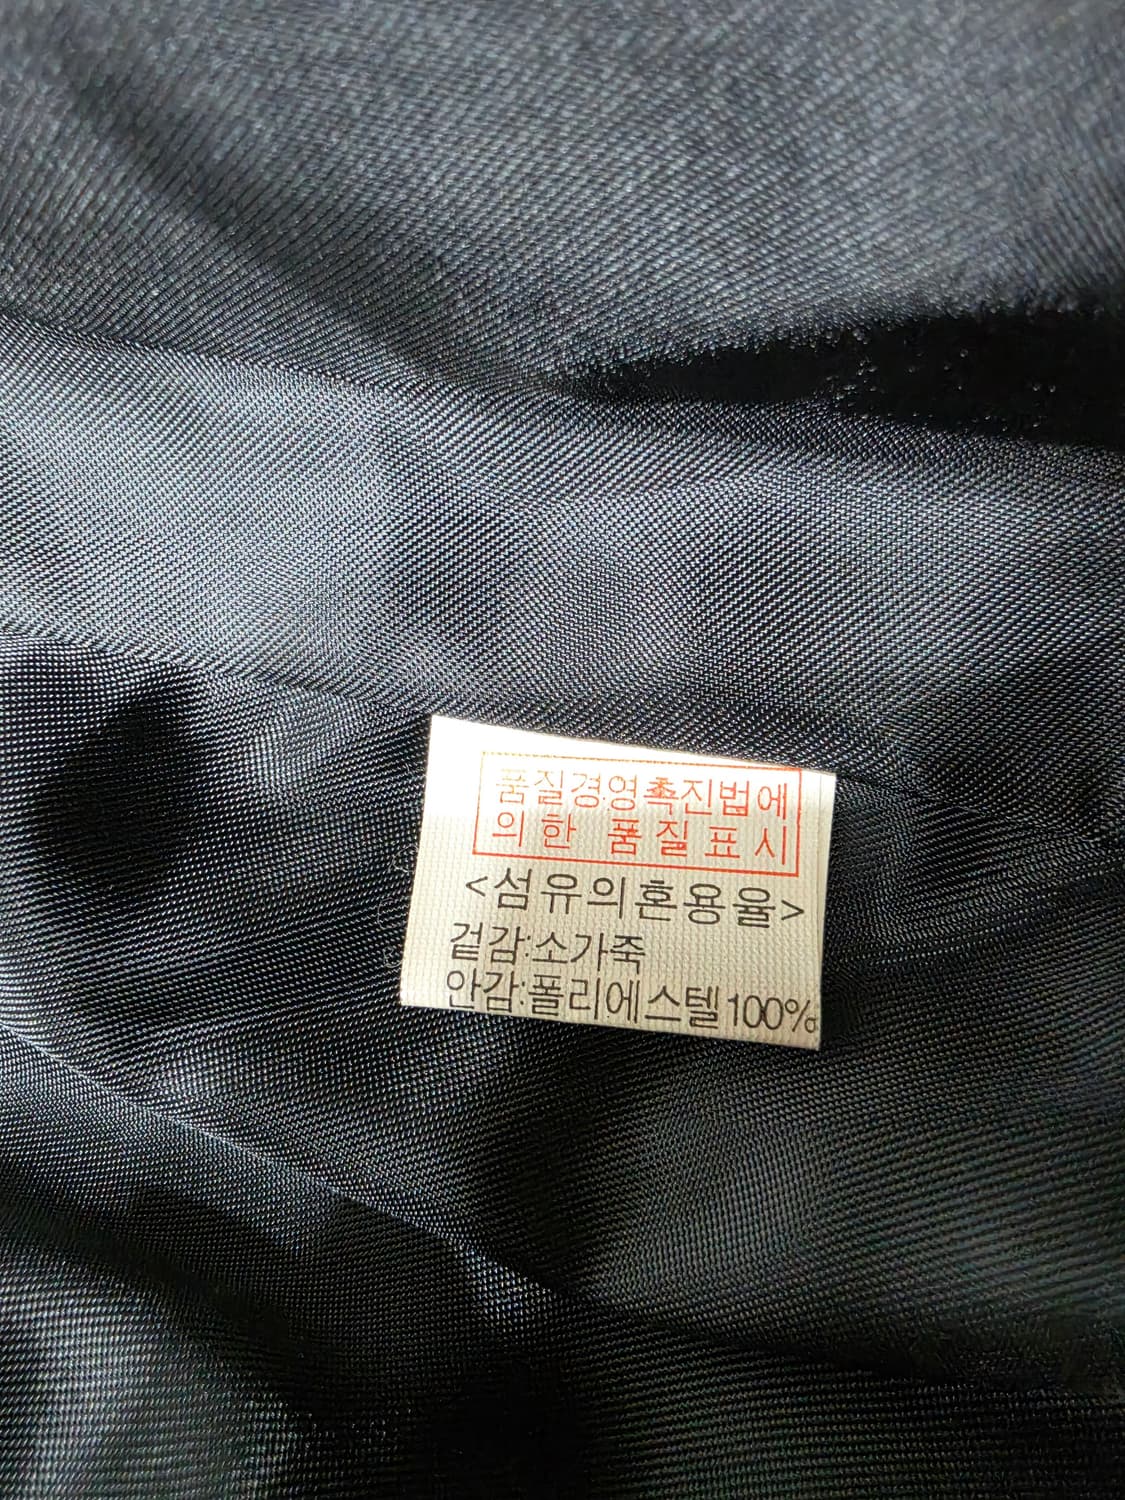 품질경영촉진법에
의한 품질표시
<섬유의혼용율>
겉감:소가죽
안감:폴리에스텔100%